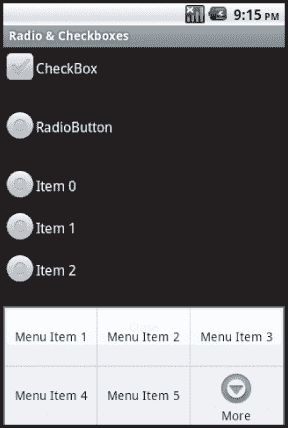 9:15 PM
Radio & Checkboxes
CheckBox
RadioButton
Item 0
Item 1
Item 2
Menu Item 1 Menu Item 2 Menu Item 3
Menu Item 4 Menu Item 5 More